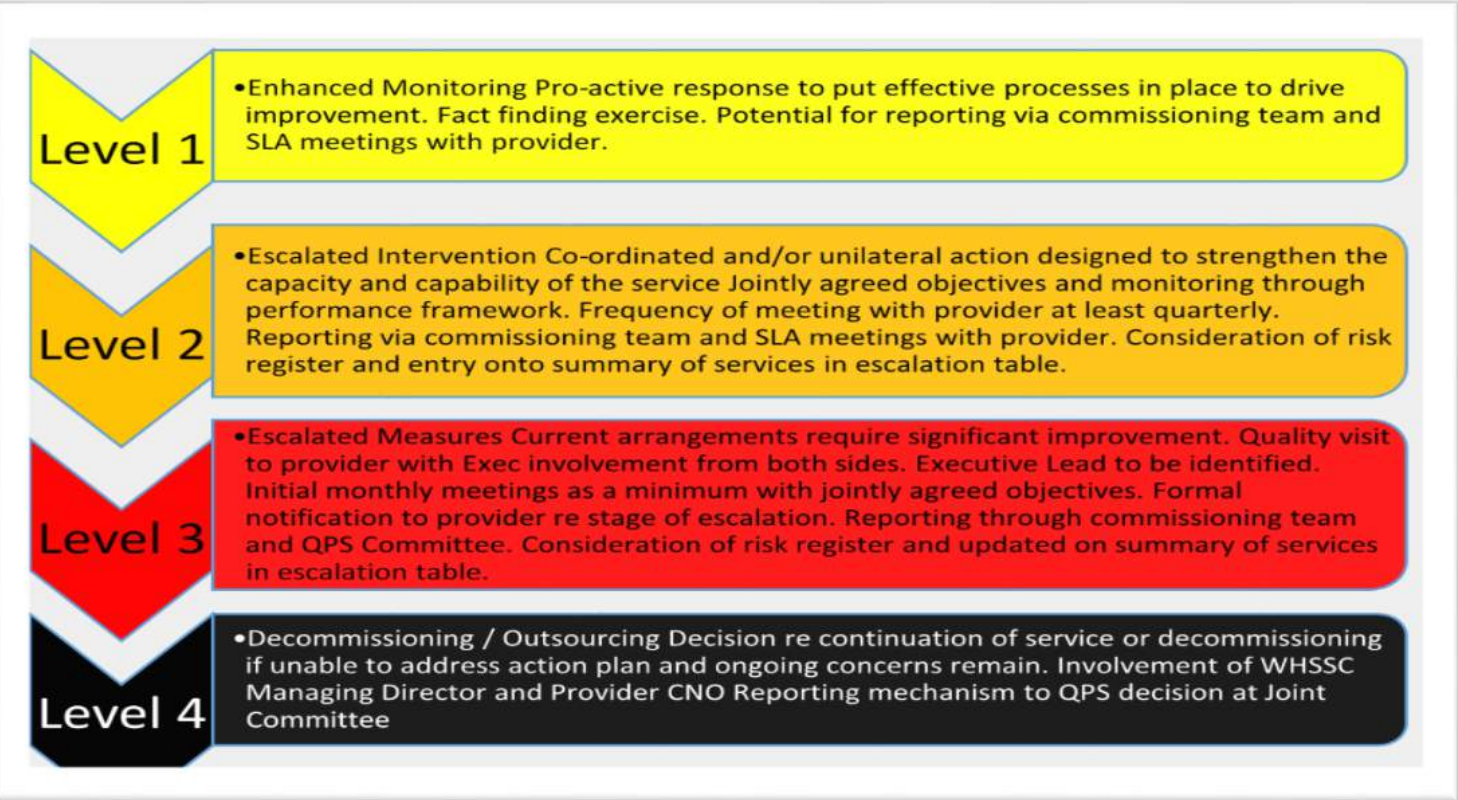 Level 1
•Enhanced Monitoring Pro-active response to put effective processes in place to drive
improvement. Fact finding exercise. Potential for reporting via commissioning team and
SLA meetings with provider.
Level 2
•Escalated Intervention Co-ordinated and/or unilateral action designed to strengthen the
capacity and capability of the service Jointly agreed objectives and monitoring through
performance framework. Frequency of meeting with provider at least quarterly.
Reporting via commissioning team and SLA meetings with provider. Consideration of risk
register and entry onto summary of services in escalation table.
Level 3
•Escalated Measures Current arrangements require significant improvement. Quality visit
to provider with Exec involvement from both sides. Executive Lead to be identified.
Initial monthly meetings as a minimum with jointly agreed objectives. Formal
notification to provider re stage of escalation. Reporting through commissioning team
and QPS Committee. Consideration of risk register and updated on summary of services
in escalation table.
Level 4
•Decommissioning / Outsourcing Decision re continuation of service or decommissioning
if unable to address action plan and ongoing concerns remain. Involvement of WHSSC
Managing Director and Provider CNO Reporting mechanism to QPS decision at Joint
Committee